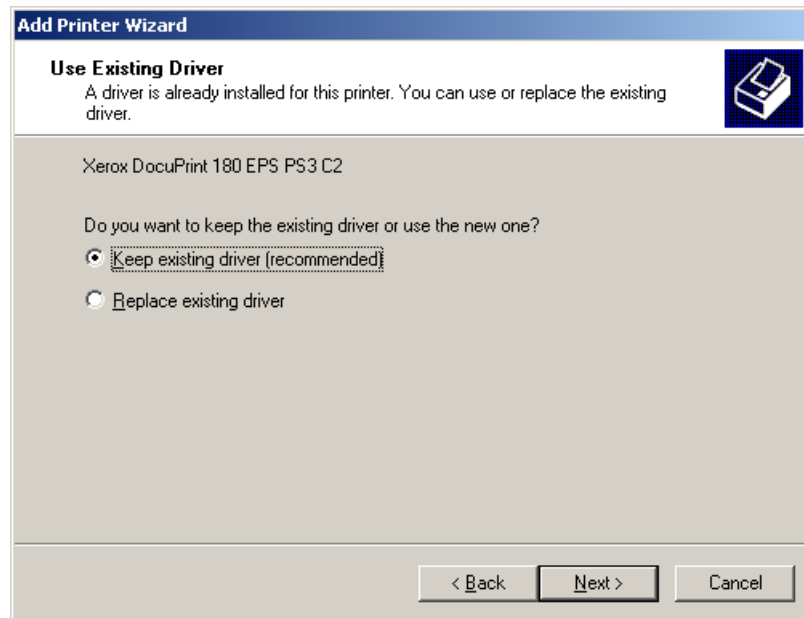 Add Printer Wizard
Use Existing Driver
A driver is already installed for this printer. You can use or replace the existing
driver.
Xerox DocuPrint 180 EPS PS3 C2
Do you want to keep the existing driver or use the new one?
Keep existing driver (recommended)
Replace existing driver
< Back
Next >
Cancel